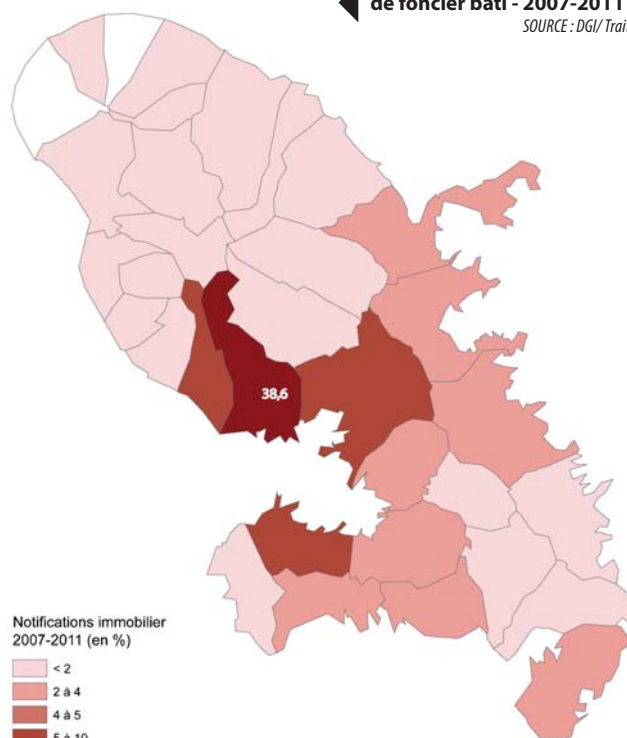 de foncier bâti - 2007-2011
SOURCE : DGI/
38,6
Notifications immobilier
2007-2011 (en %)
< 2
2 à 4
4 à 5
5 à 10